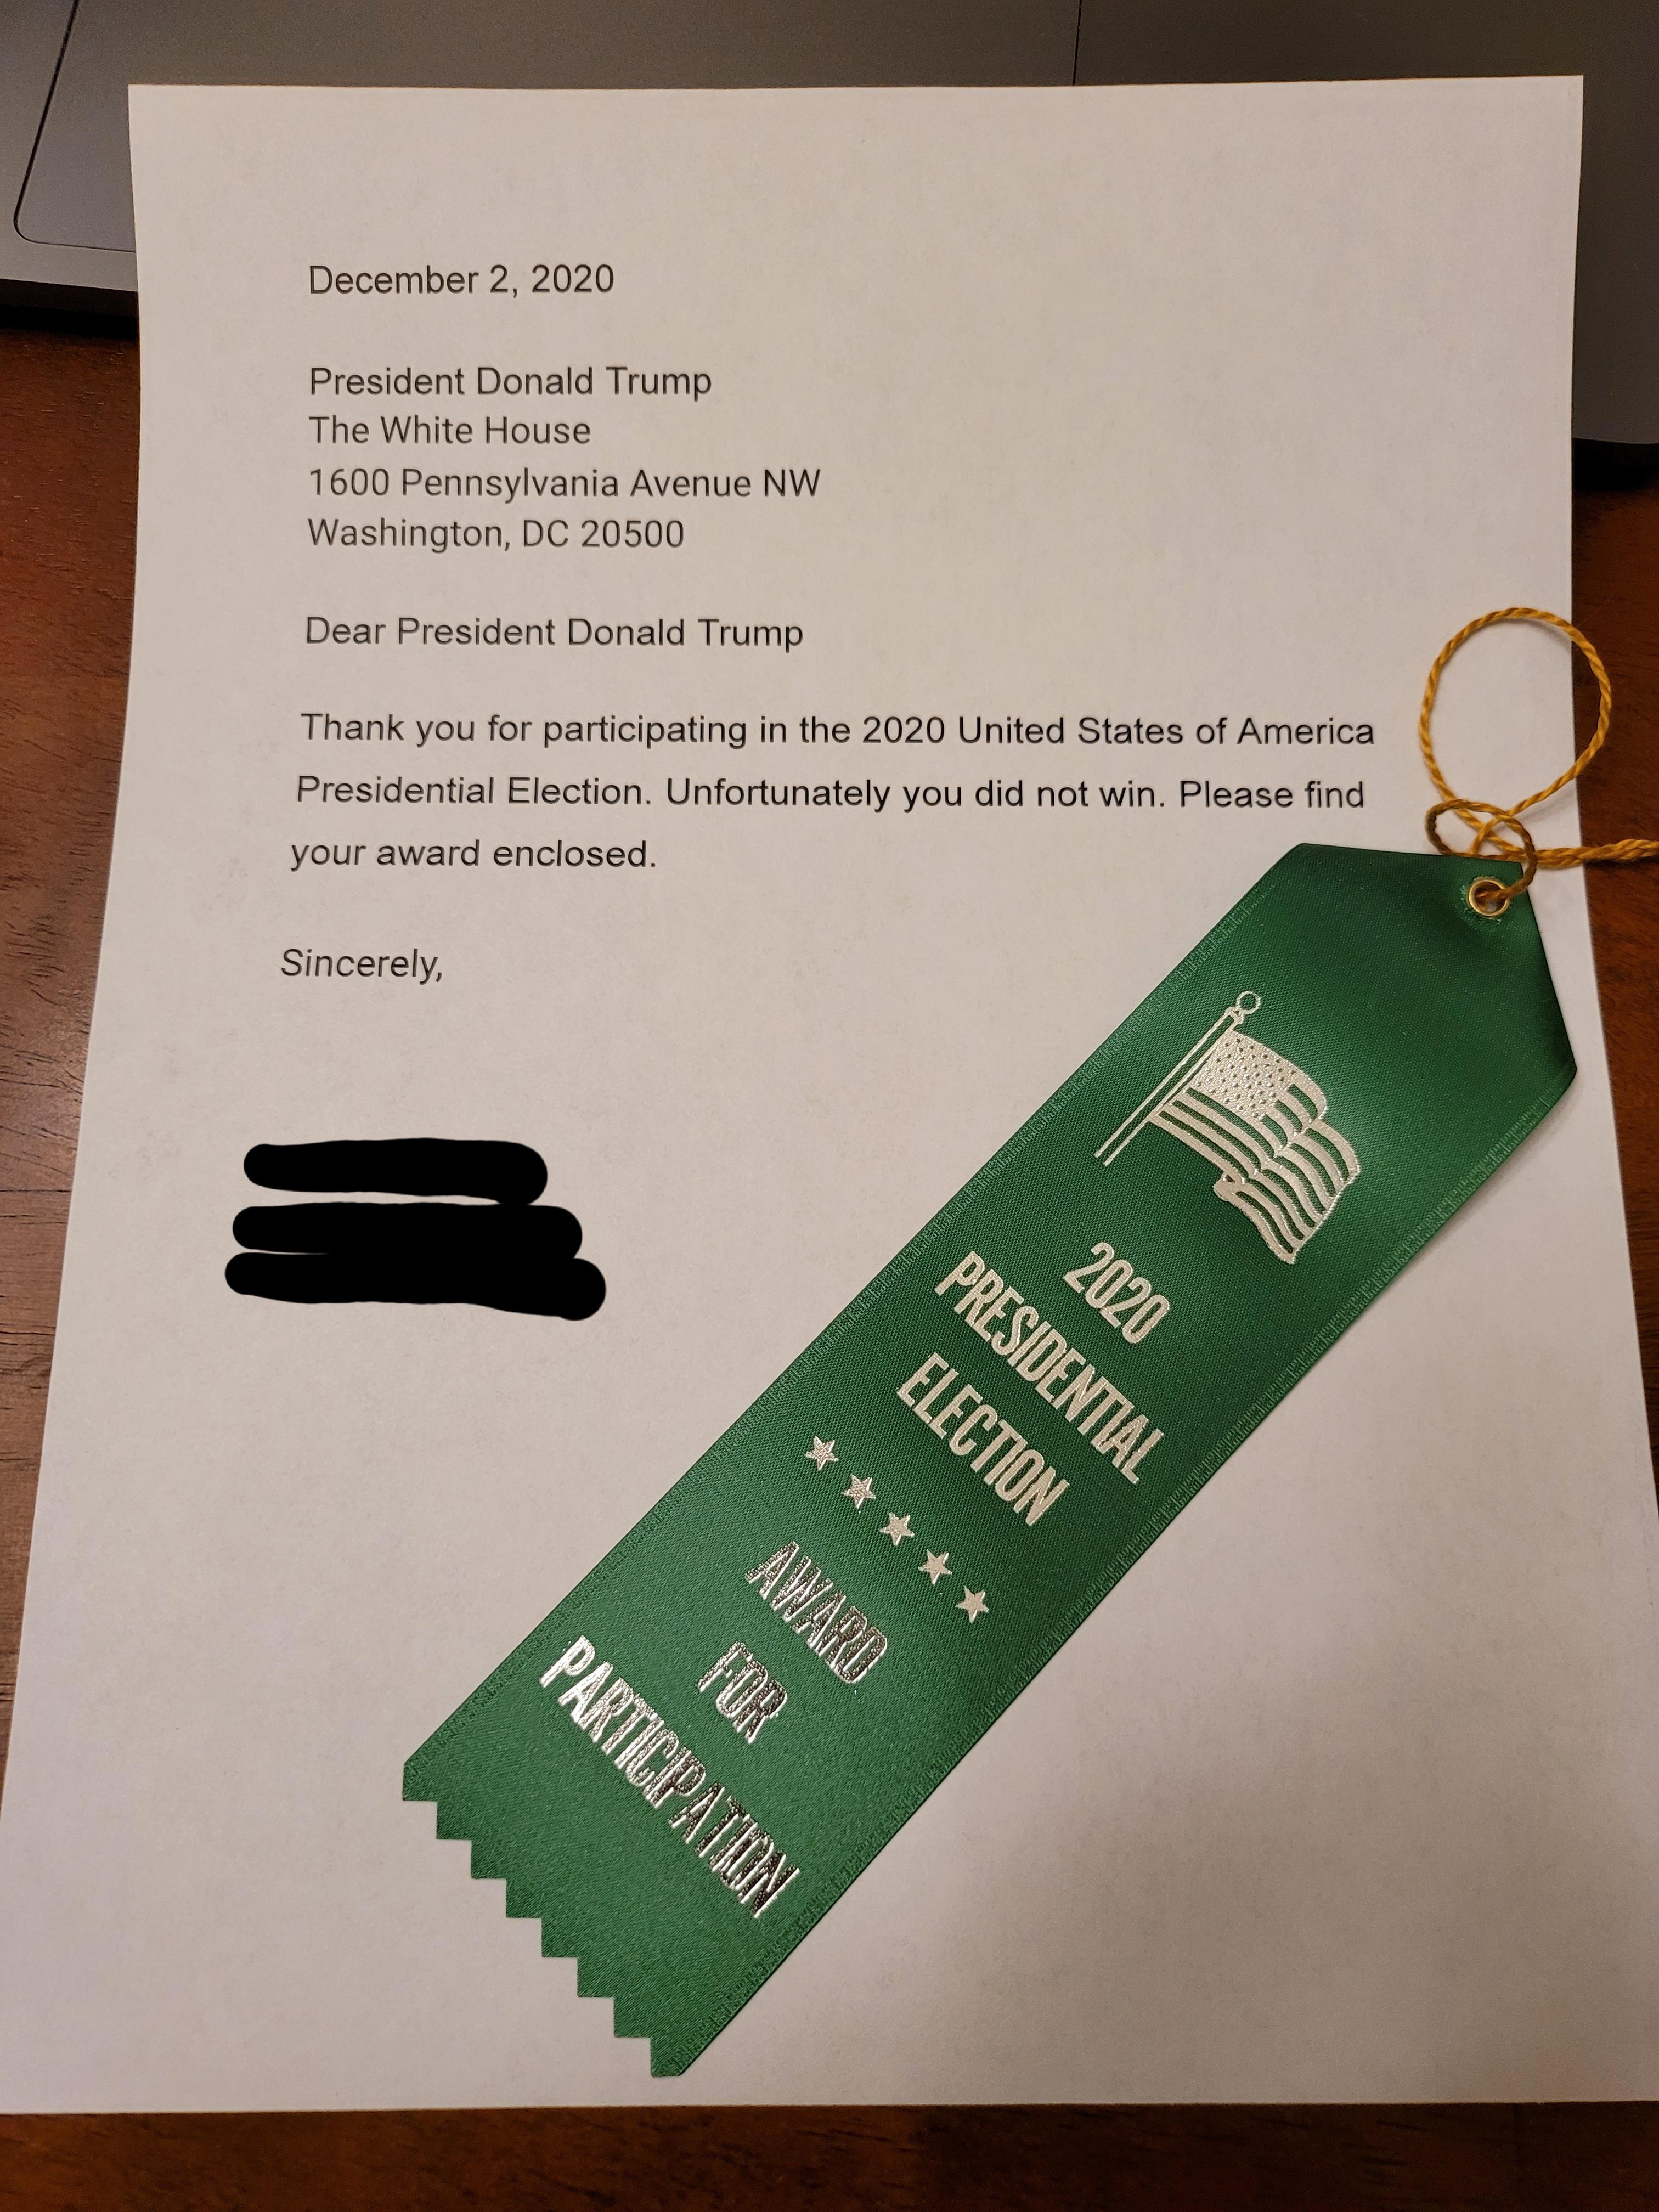 December 2, 2020
President Donald Trump
The White House
1600 Pennsylvania Avenue NW
Washington, DC 20500
Dear President Donald Trump
Thank you for participating in the 2020 United States of America
Presidential Election. Unfortunately you did not win. Please find
your award enclosed.
Sincerely,
2020
PRESIDENTIAL
ELECTION
AWARD
FOR
PARTICIPATION